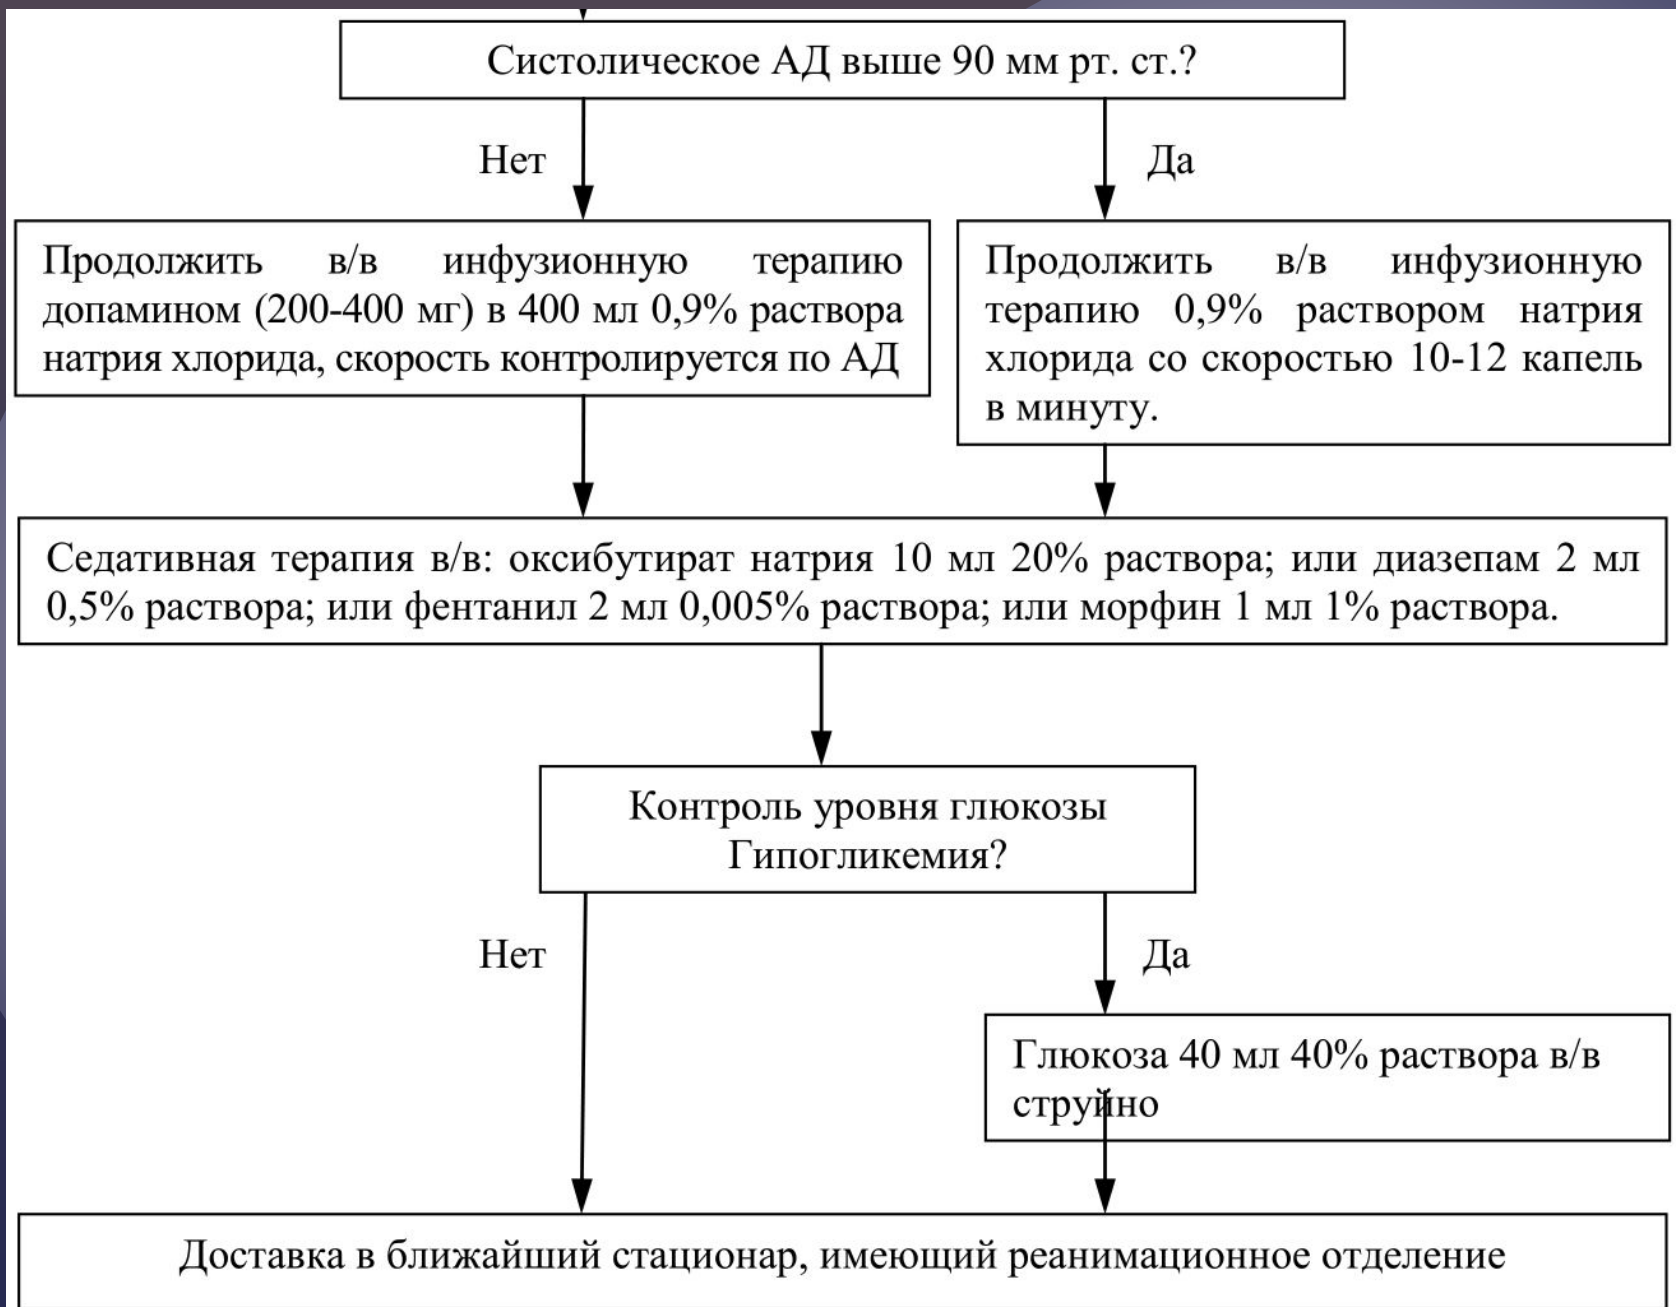 Систолическое АД выше 90 мм рт. ст.?
Нет
Да
Продолжить в/в инфузионную терапию
допамином (200-400 мг) в 400 мл 0,9% раствора
натрия хлорида, скорость контролируется по АД
Продолжить в/в инфузионную
терапию 0,9% раствором натрия
хлорида со скоростью 10-12 капель
в минуту.
Седативная терапия в/в: оксибутират натрия 10 мл 20% раствора; или диазепам 2 мл
0,5% раствора; или фентанил 2 мл 0,005% раствора; или морфин 1 мл 1% раствора.
Контроль уровня глюкозы
Гипогликемия?
Нет
Да
Глюкоза 40 мл 40% раствора в/в
струйно
Доставка в ближайший стационар, имеющий реанимационное отделение